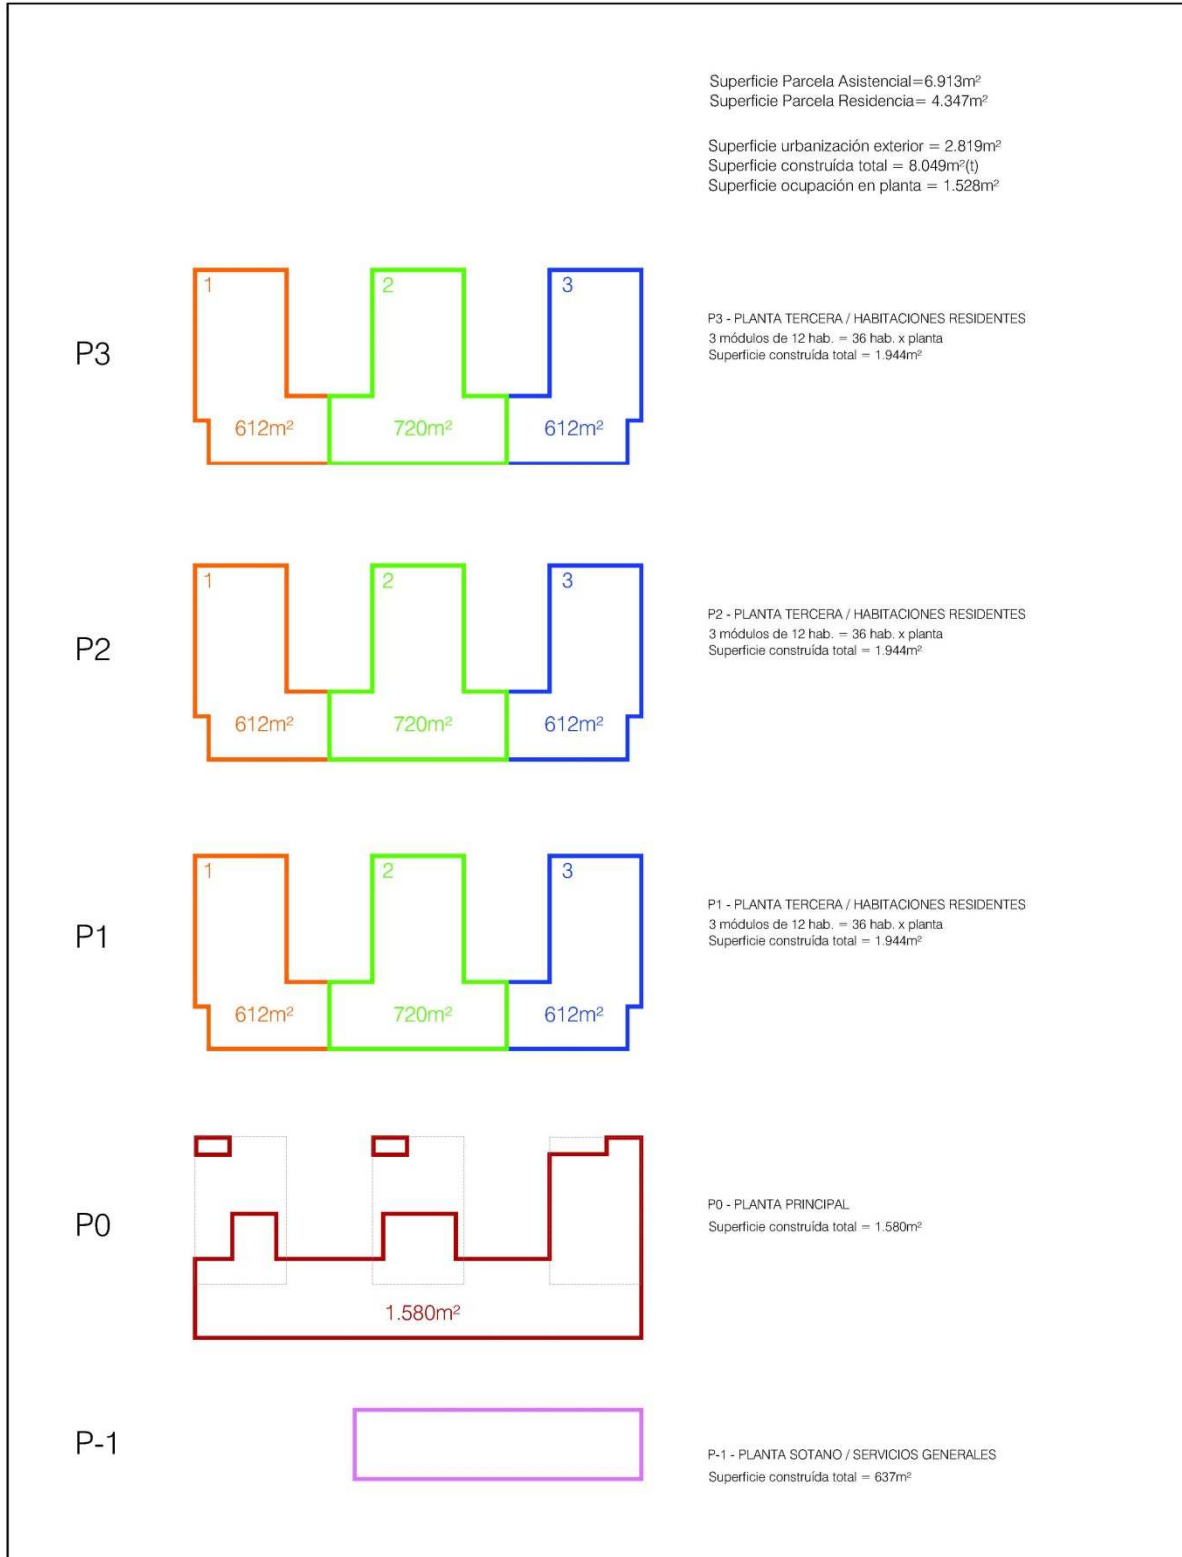 Superficie Parcela Asistencial=6.913m²
Superficie Parcela Residencia= 4.347m²
Superficie urbanización exterior = 2.819m²
Superficie construída total = 8.049m²(t)
Superficie ocupación en planta = 1.528m²
P3
1
2
3
612m²
720m²
612m²
P3 - PLANTA TERCERA / HABITACIONES RESIDENTES
3 módulos de 12 hab. = 36 hab. x planta
Superficie construída total = 1.944m²
P2
1
2
3
612m²
720m²
612m²
P2 - PLANTA TERCERA / HABITACIONES RESIDENTES
3 módulos de 12 hab. = 36 hab. x planta
Superficie construída total = 1.944m²
P1
1
2
3
612m²
720m²
612m²
P1 - PLANTA TERCERA / HABITACIONES RESIDENTES
3 módulos de 12 hab. = 36 hab. x planta
Superficie construída total = 1.944m²
P0
1.580m²
P0 - PLANTA PRINCIPAL
Superficie construída total = 1.580m²
P-1
P-1 - PLANTA SOTANO / SERVICIOS GENERALES
Superficie construída total = 637m²